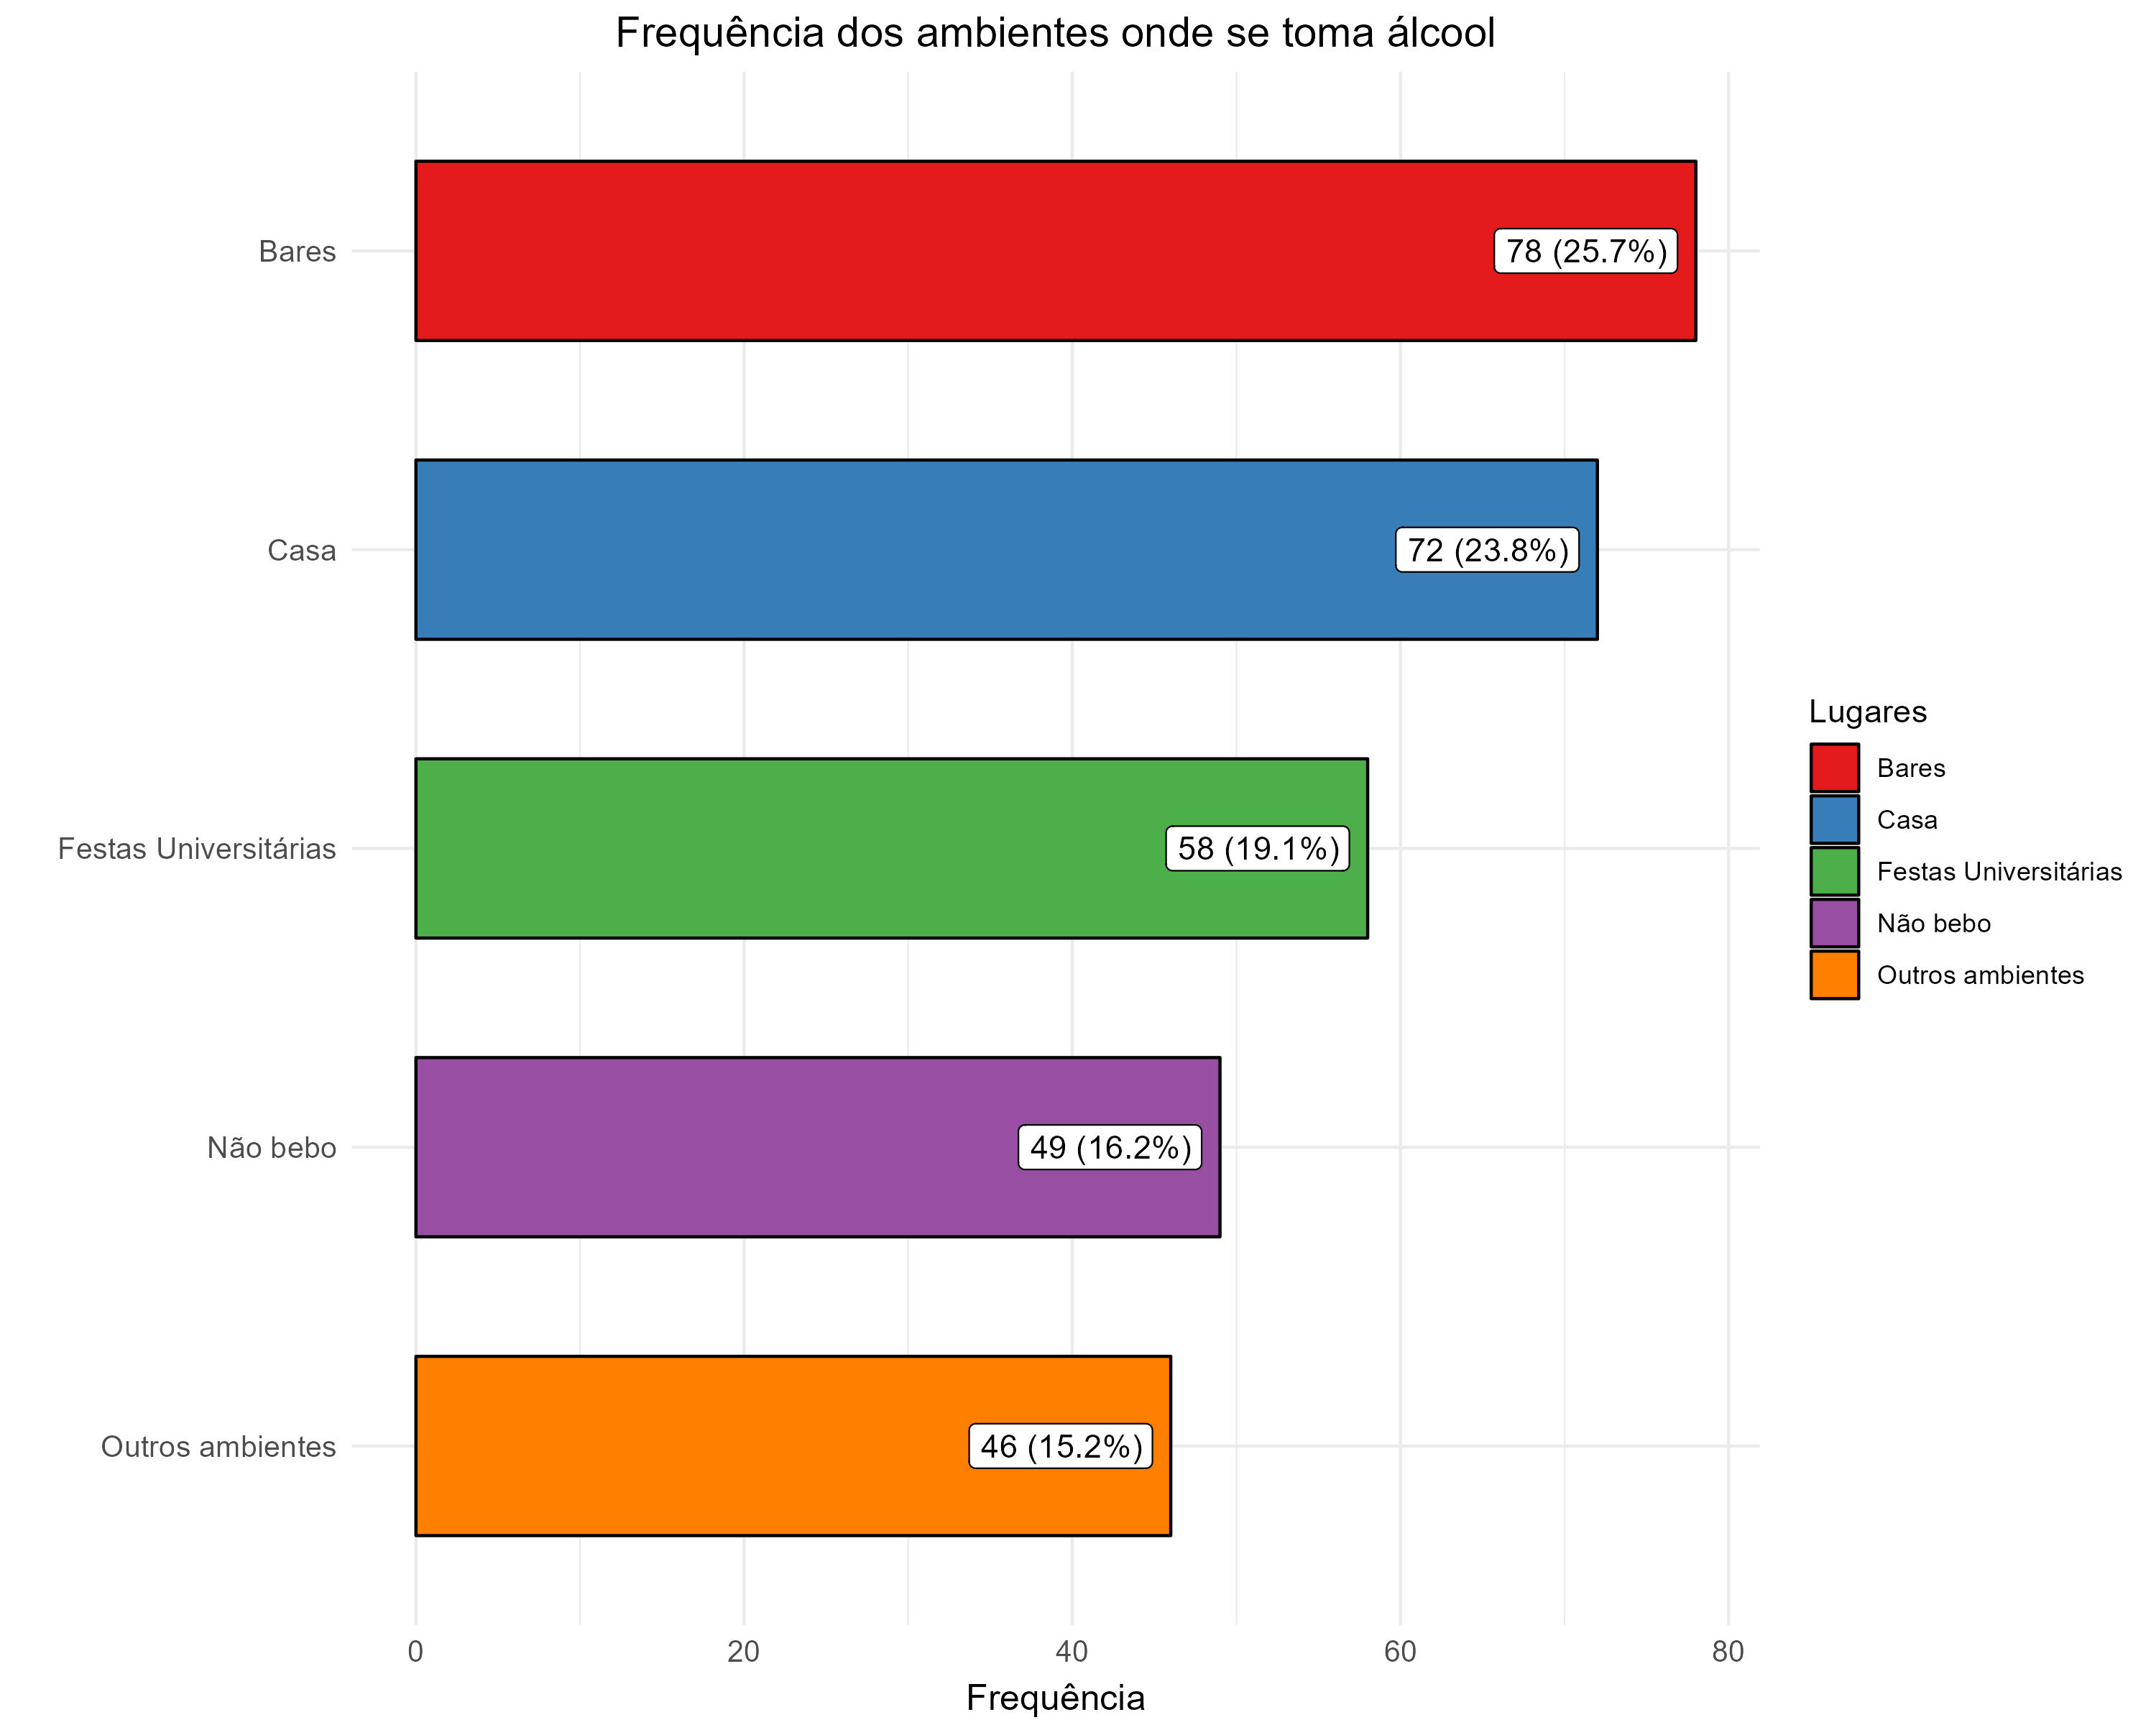 Frequência dos ambientes onde se toma álcool
Bares
78 (25.7%)
Casa
72 (23.8%)
Festas Universitárias
58 (19.1%)
Não bebo
49 (16.2%)
Outros ambientes
46 (15.2%)
0 20 40 60 80
Frequência
Lugares
Bares
Casa
Festas Universitárias
Não bebo
Outros ambientes